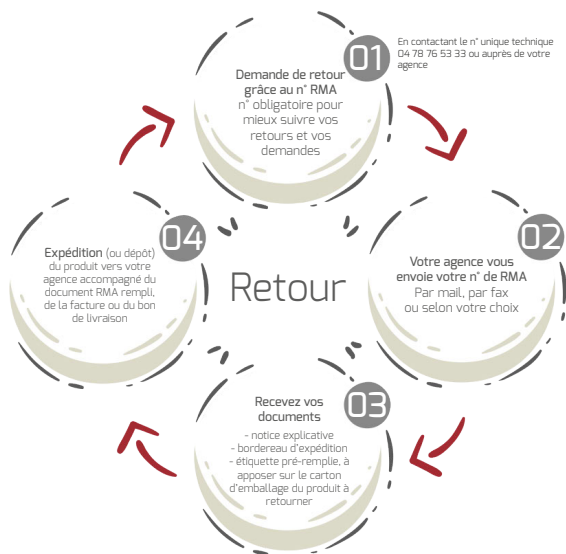 01
En contactant le n° unique technique
04 78 76 53 33 ou auprès de votre
agence
Demande de retour
grâce au n° RMA
n° obligatoire pour
mieux suivre vos
retours et vos
demandes
02
Votre agence vous
envoie votre n° de RMA
Par mail, par fax
ou selon votre choix
03
Recevez vos
documents
- notice explicative
- bordereau d'expédition
- étiquette pré-remplie, à
apposer sur le carton
d'emballage du produit à
retourner
04
Expédition (ou dépôt)
du produit vers votre
agence accompagné du
document RMA rempli,
de la facture ou du bon
de livraison
Retour